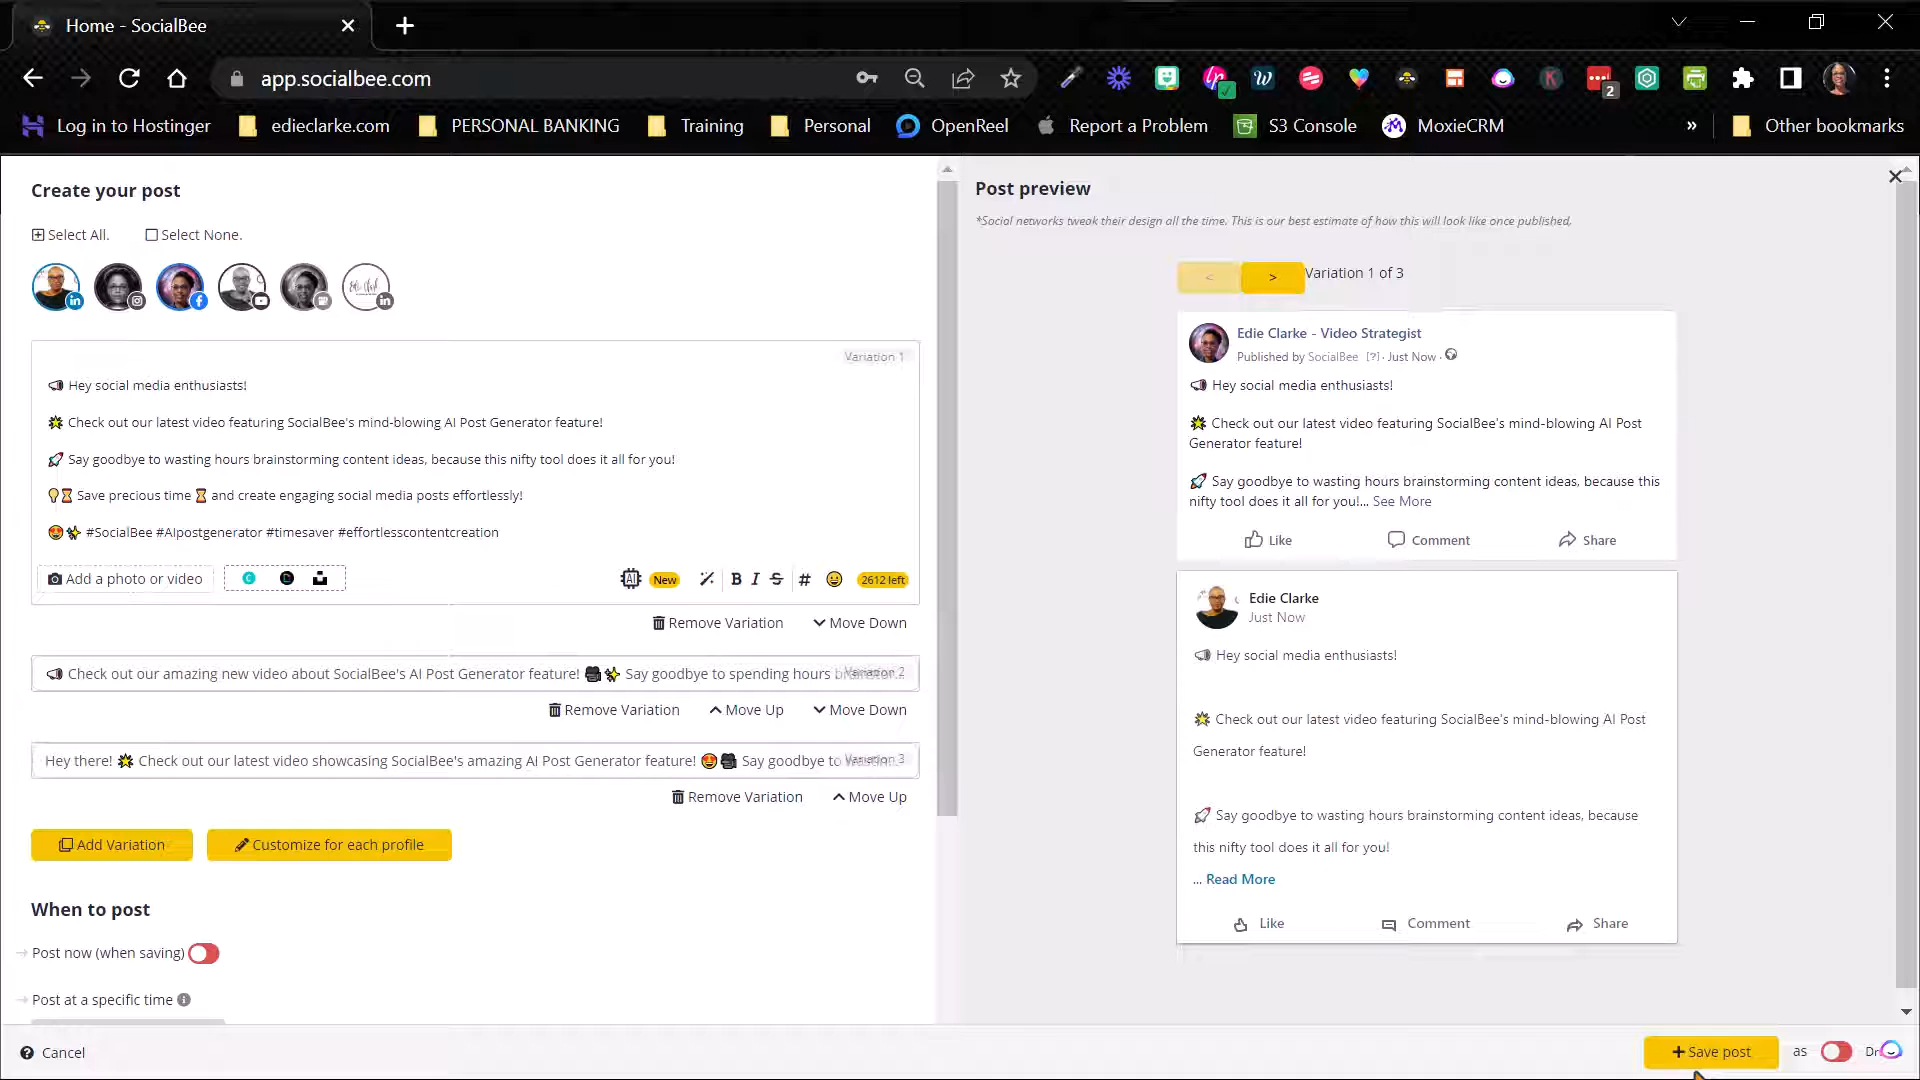 Home - SocialBee
app.socialbee.com
2
Log in to Hostinger
edieclarke.com
PERSONAL BANKING
Training
Personal
OpenReel
Report a Problem
S3 Console
MoxieCRM
»
Other bookmarks
Create your post
Select All.
Select None.
Variation 1
📢 Hey social media enthusiasts!
🌟 Check out our latest video featuring SocialBee's mind-blowing AI Post Generator feature!
🚀 Say goodbye to wasting hours brainstorming content ideas, because this nifty tool does it all for you!
💡⏳ Save precious time ⏳ and create engaging social media posts effortlessly!
😍✨ #SocialBee #AIpostgenerator #timesaver #effortlesscontentcreation
Add a photo or video
AI New B I S # 2612 left
Remove Variation
Move Down
📢 Check out our amazing new video about SocialBee's AI Post Generator feature! 🎥✨ Say goodbye to spending hours
Variation 2
Remove Variation
Move Up
Move Down
Hey there! 🌟 Check out our latest video showcasing SocialBee's amazing AI Post Generator feature! 😍🎥 Say goodbye to
Variation 3
Remove Variation
Move Up
Add Variation
Customize for each profile
When to post
Post now (when saving)
Post at a specific time
Cancel
Post preview
*Social networks tweak their design all the time. This is our best estimate of how this will look like once published.
< > Variation 1 of 3
Edie Clarke - Video Strategist
Published by SocialBee [?] · Just Now ·
📢 Hey social media enthusiasts!
🌟 Check out our latest video featuring SocialBee's mind-blowing AI Post
Generator feature!
🚀 Say goodbye to wasting hours brainstorming content ideas, because this
nifty tool does it all for you!... See More
Like
Comment
Share
Edie Clarke
Just Now
📢 Hey social media enthusiasts!
🌟 Check out our latest video featuring SocialBee's mind-blowing AI Post
Generator feature!
🚀 Say goodbye to wasting hours brainstorming content ideas, because
this nifty tool does it all for you!
... Read More
Like
Comment
Share
+ Save post
as